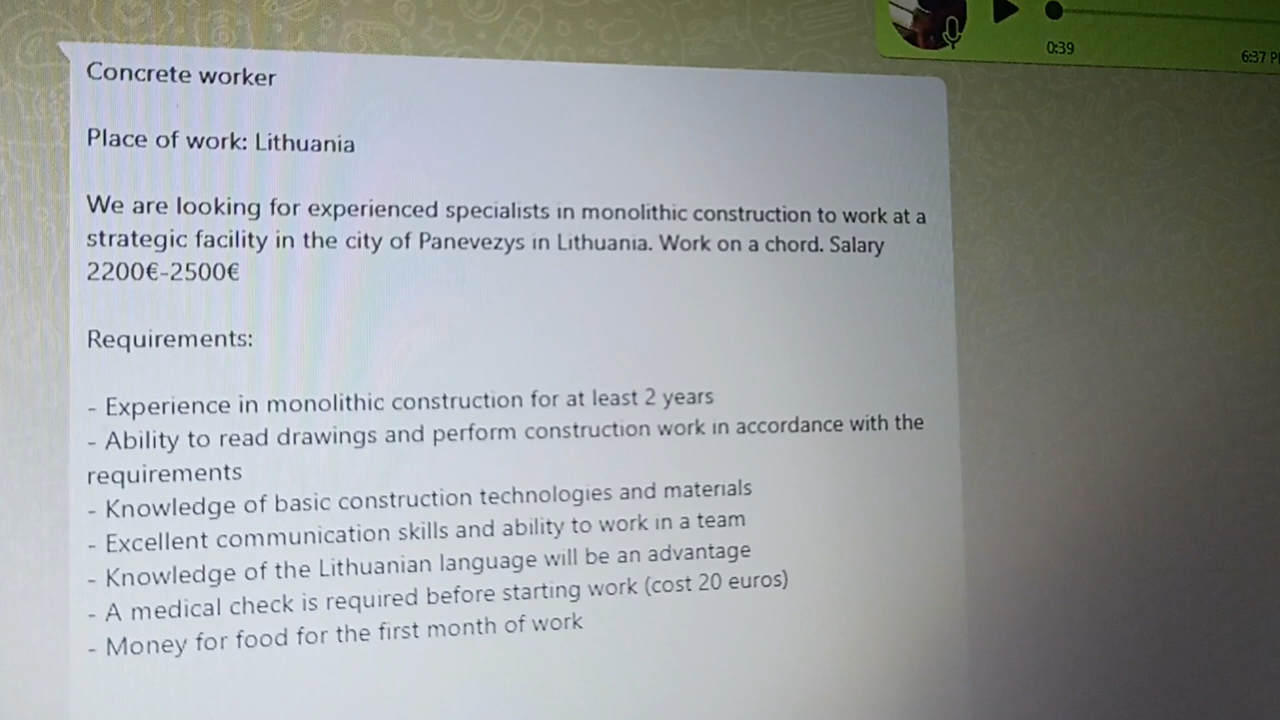 0:39
6:37 P
Concrete worker
Place of work: Lithuania
We are looking for experienced specialists in monolithic construction to work at a
strategic facility in the city of Panevezys in Lithuania. Work on a chord. Salary
2200€-2500€
Requirements:
- Experience in monolithic construction for at least 2 years
- Ability to read drawings and perform construction work in accordance with the
requirements
- Knowledge of basic construction technologies and materials
- Excellent communication skills and ability to work in a team
- Knowledge of the Lithuanian language will be an advantage
- A medical check is required before starting work (cost 20 euros)
- Money for food for the first month of work